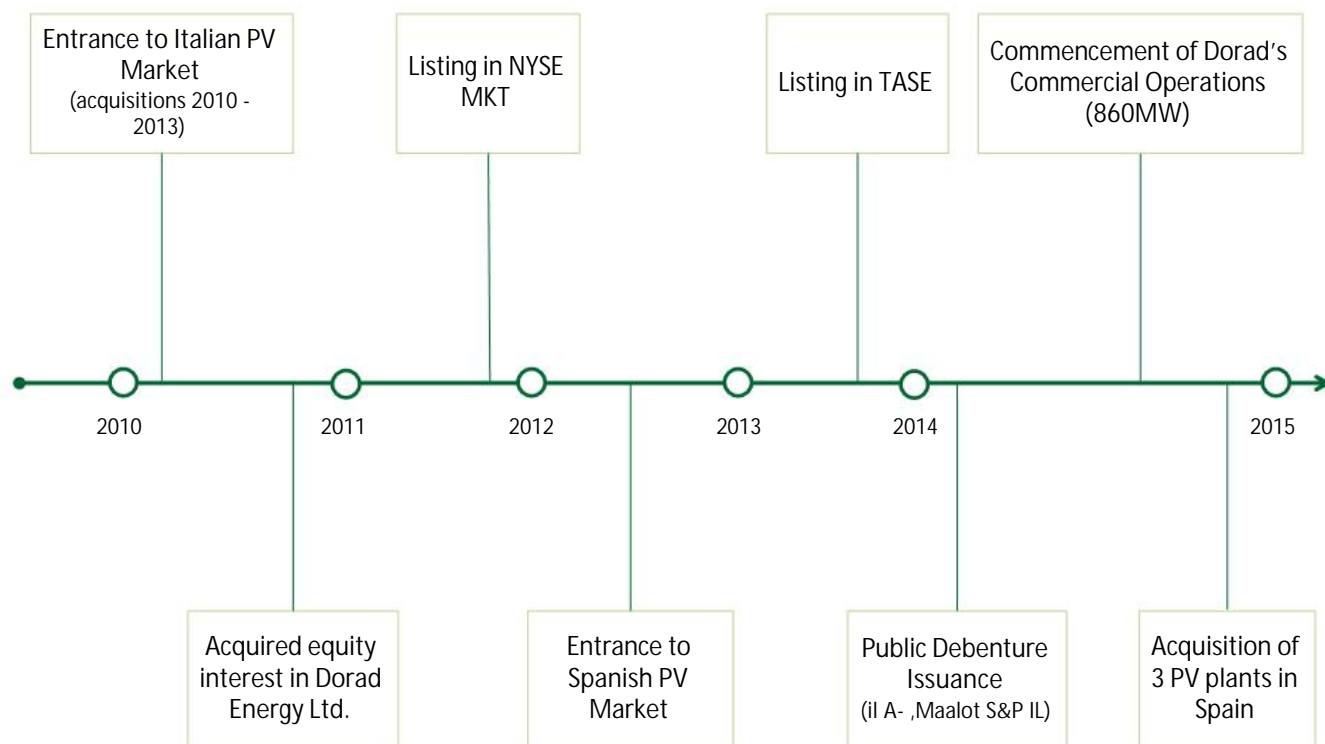 Entrance to Italian PV
Market
(acquisitions 2010 -
2013)
Listing in NYSE
MKT
Listing in TASE
Commencement of Dorad's
Commercial Operations
(860MW)
2010
2011
2012
2013
2014
2015
Acquired equity
interest in Dorad
Energy Ltd.
Entrance to
Spanish PV
Market
Public Debenture
Issuance
(il A- ,Maalot S&P IL)
Acquisition of
3 PV plants in
Spain